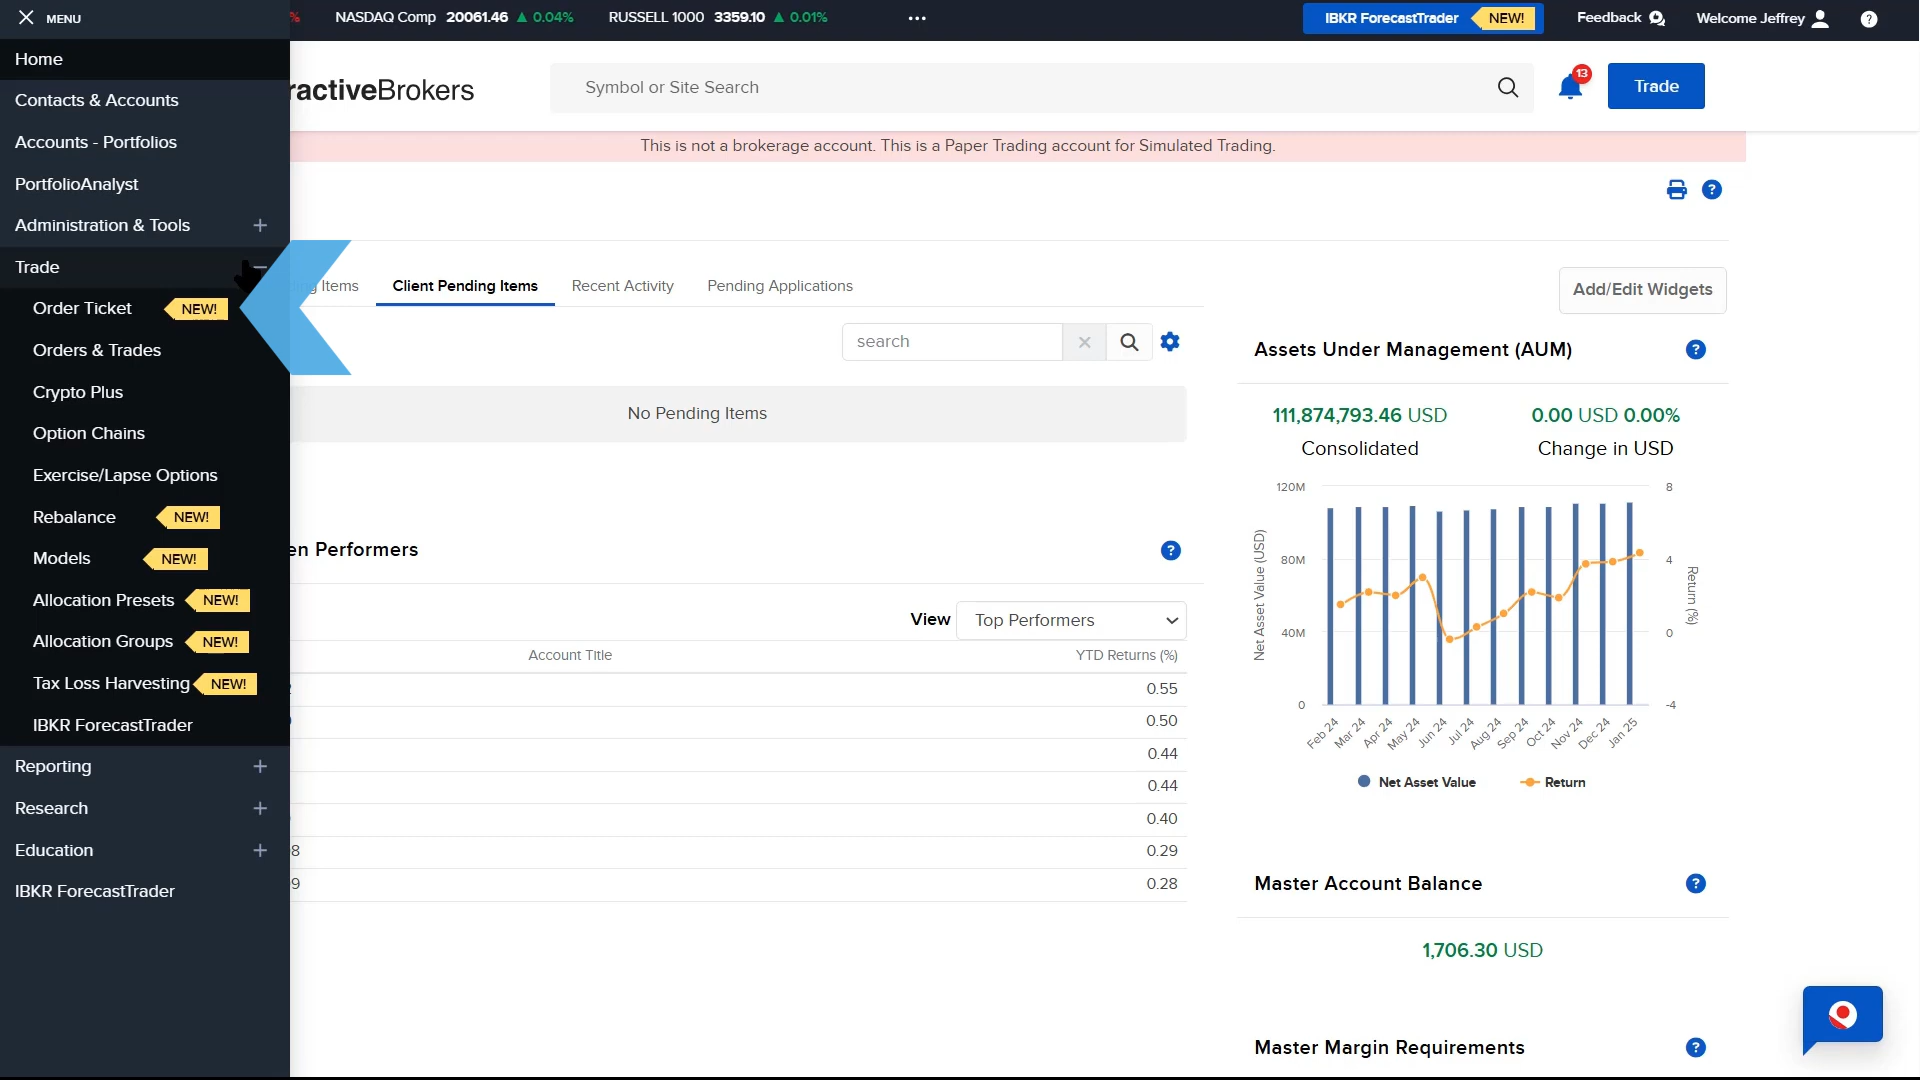 MENU
%
NASDAQ Comp 20061.46 ▲ 0.04%
RUSSELL 1000 3359.10 ▲ 0.01%
IBKR ForecastTrader NEW!
Feedback
Welcome Jeffrey
?
Home
Contacts & Accounts
Accounts - Portfolios
PortfolioAnalyst
Administration & Tools +
Trade
Order Ticket NEW!
Orders & Trades
Crypto Plus
Option Chains
Exercise/Lapse Options
Rebalance NEW!
Models NEW!
Allocation Presets NEW!
Allocation Groups NEW!
Tax Loss Harvesting NEW!
IBKR ForecastTrader
Reporting +
Research +
Education +
IBKR ForecastTrader
ractiveBrokers
Symbol or Site Search
13
Trade
This is not a brokerage account. This is a Paper Trading account for Simulated Trading.
?
g Items
Client Pending Items
Recent Activity
Pending Applications
search
No Pending Items
en Performers
?
View Top Performers
Account Title YTD Returns (%)
0.55
0.50
0.44
0.44
0.40
8 0.29
9 0.28
Add/Edit Widgets
Assets Under Management (AUM) ?
111,874,793.46 USD 0.00 USD 0.00%
Consolidated Change in USD
Net Asset Value (USD)
120M
80M
40M
0
8
4
0
-4
Return (%)
Feb 24 Mar 24 Apr 24 May 24 Jun 24 Jul 24 Aug 24 Sep 24 Oct 24 Nov 24 Dec 24 Jan 25
Net Asset Value Return
Master Account Balance ?
1,706.30 USD
Master Margin Requirements ?